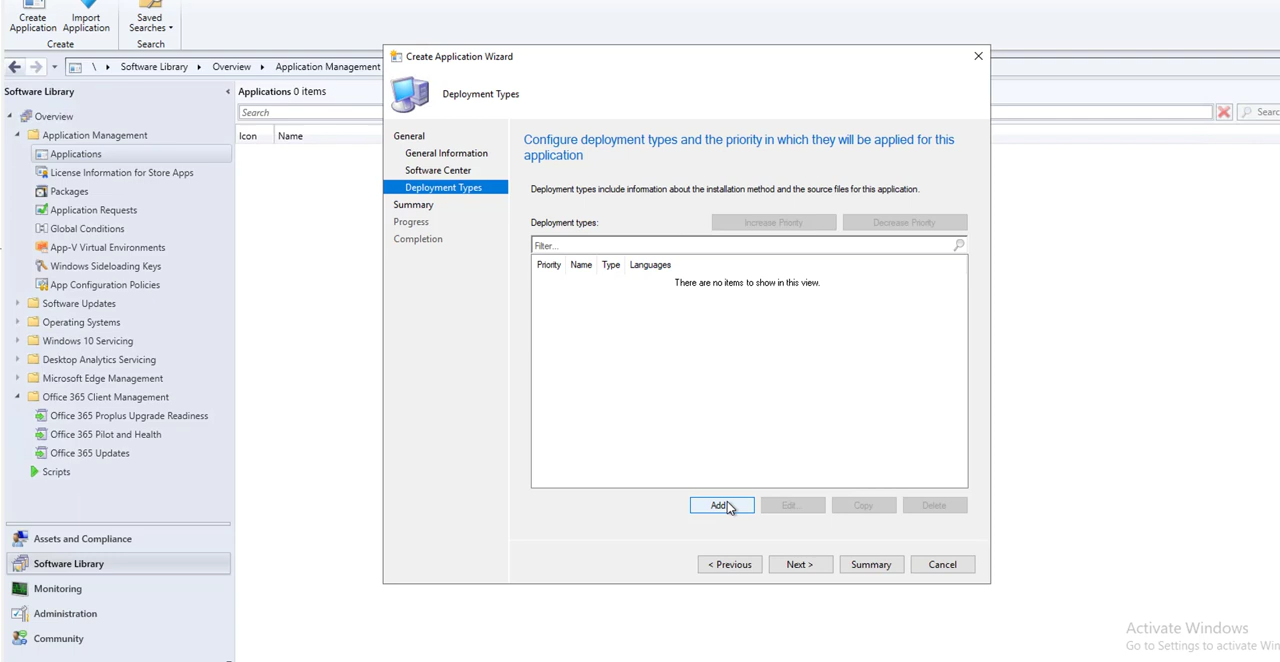 Create Application
Import Application
Saved Searches
Create
Search
\ Software Library Overview Application Management
Software Library
Overview
Application Management
Applications
License Information for Store Apps
Packages
Application Requests
Global Conditions
App-V Virtual Environments
Windows Sideloading Keys
App Configuration Policies
Software Updates
Operating Systems
Windows 10 Servicing
Desktop Analytics Servicing
Microsoft Edge Management
Office 365 Client Management
Office 365 Proplus Upgrade Readiness
Office 365 Pilot and Health
Office 365 Updates
Scripts
Assets and Compliance
Software Library
Monitoring
Administration
Community
Applications 0 items
Search
Searc
Icon Name
Create Application Wizard
Deployment Types
General
General Information
Software Center
Deployment Types
Summary
Progress
Completion
Configure deployment types and the priority in which they will be applied for this
application
Deployment types include information about the installation method and the source files for this application.
Deployment types: Increase Priority Decrease Priority
Filter...
Priority Name Type Languages
There are no items to show in this view.
Add Edit... Copy Delete
< Previous Next > Summary Cancel
Activate Windows
Go to Settings to activate Win